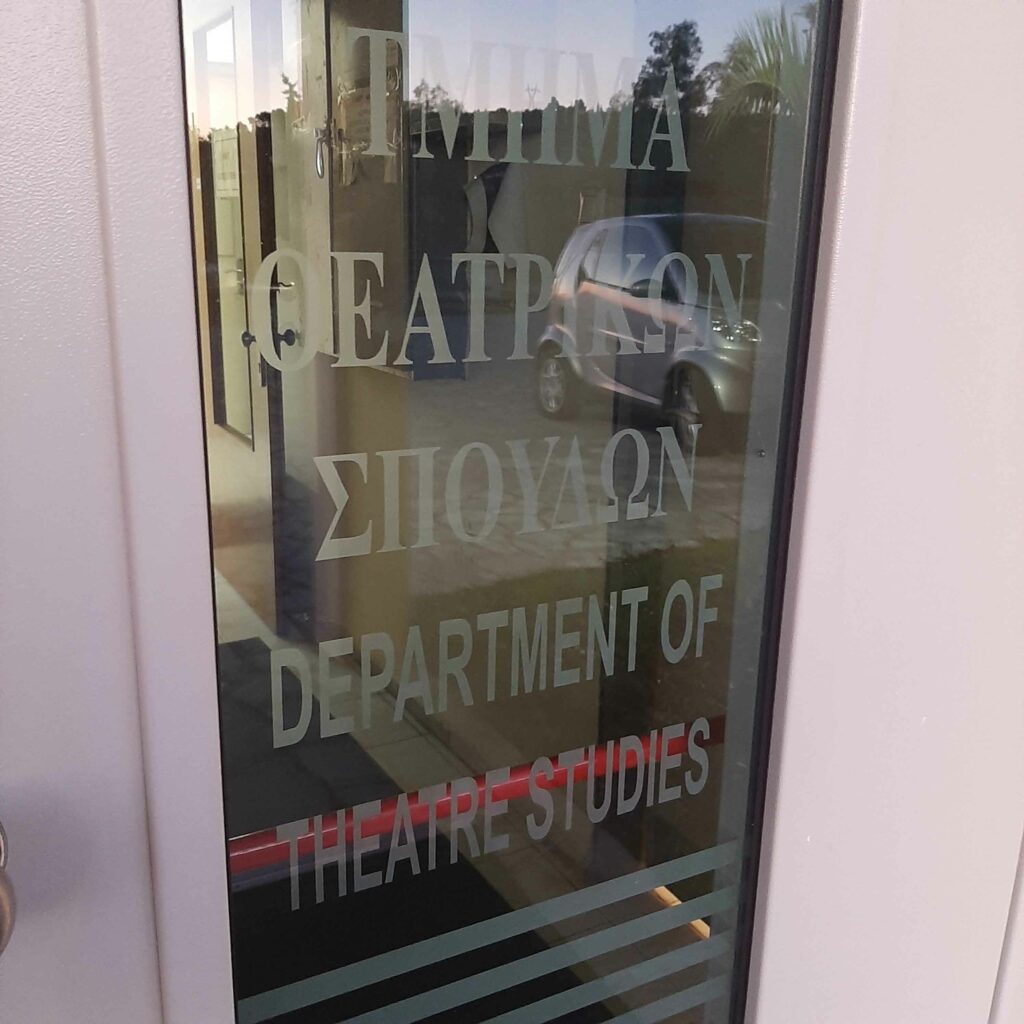 ΤΜΗΜΑ
ΘΕΑΤΡΙΚΩΝ
ΣΠΟΥΔΩΝ
DEPARTMENT OF
THEATRE STUDIES